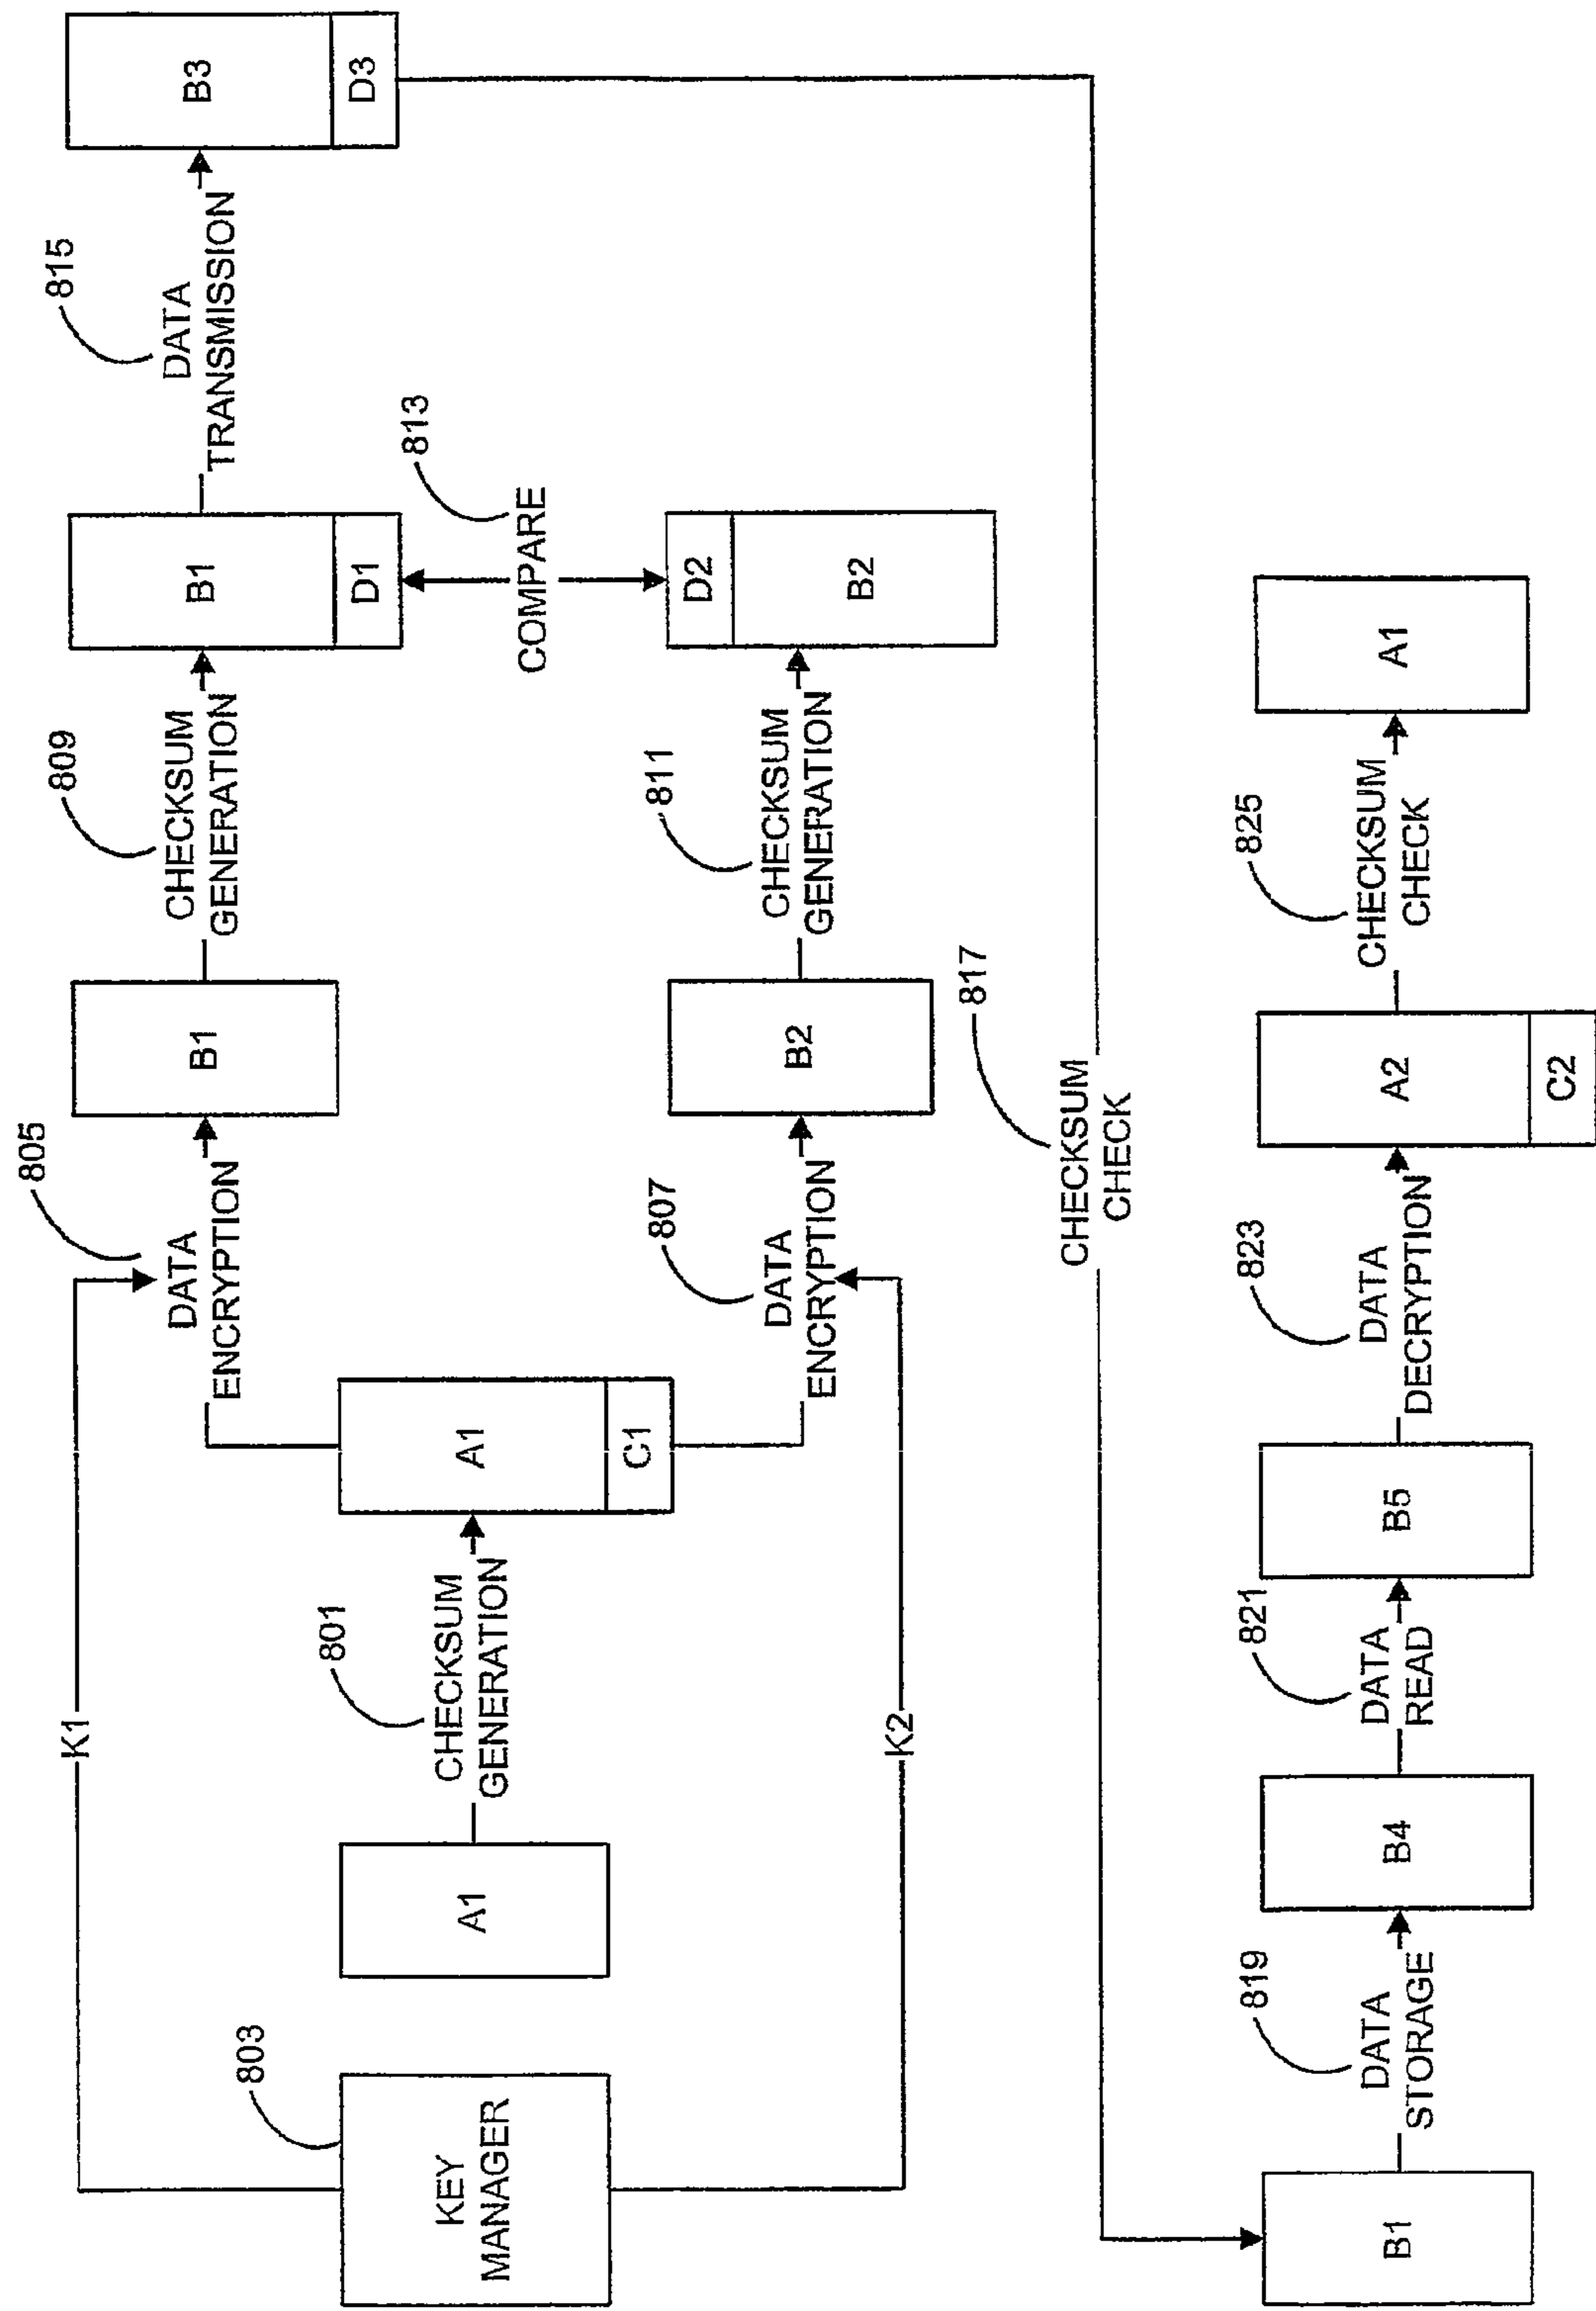 803
KEY
MANAGER
K1
K2
A1
801
CHECKSUM
GENERATION
A1
C1
805
DATA
ENCRYPTION
807
DATA
ENCRYPTION
B1
B2
809
CHECKSUM
GENERATION
811
CHECKSUM
GENERATION
B1
D1
813
COMPARE
D2
B2
815
DATA
TRANSMISSION
B3
D3
817
CHECKSUM
CHECK
B1
819
DATA
STORAGE
B4
821
DATA
READ
B5
823
DATA
DECRYPTION
A2
C2
825
CHECKSUM
CHECK
A1